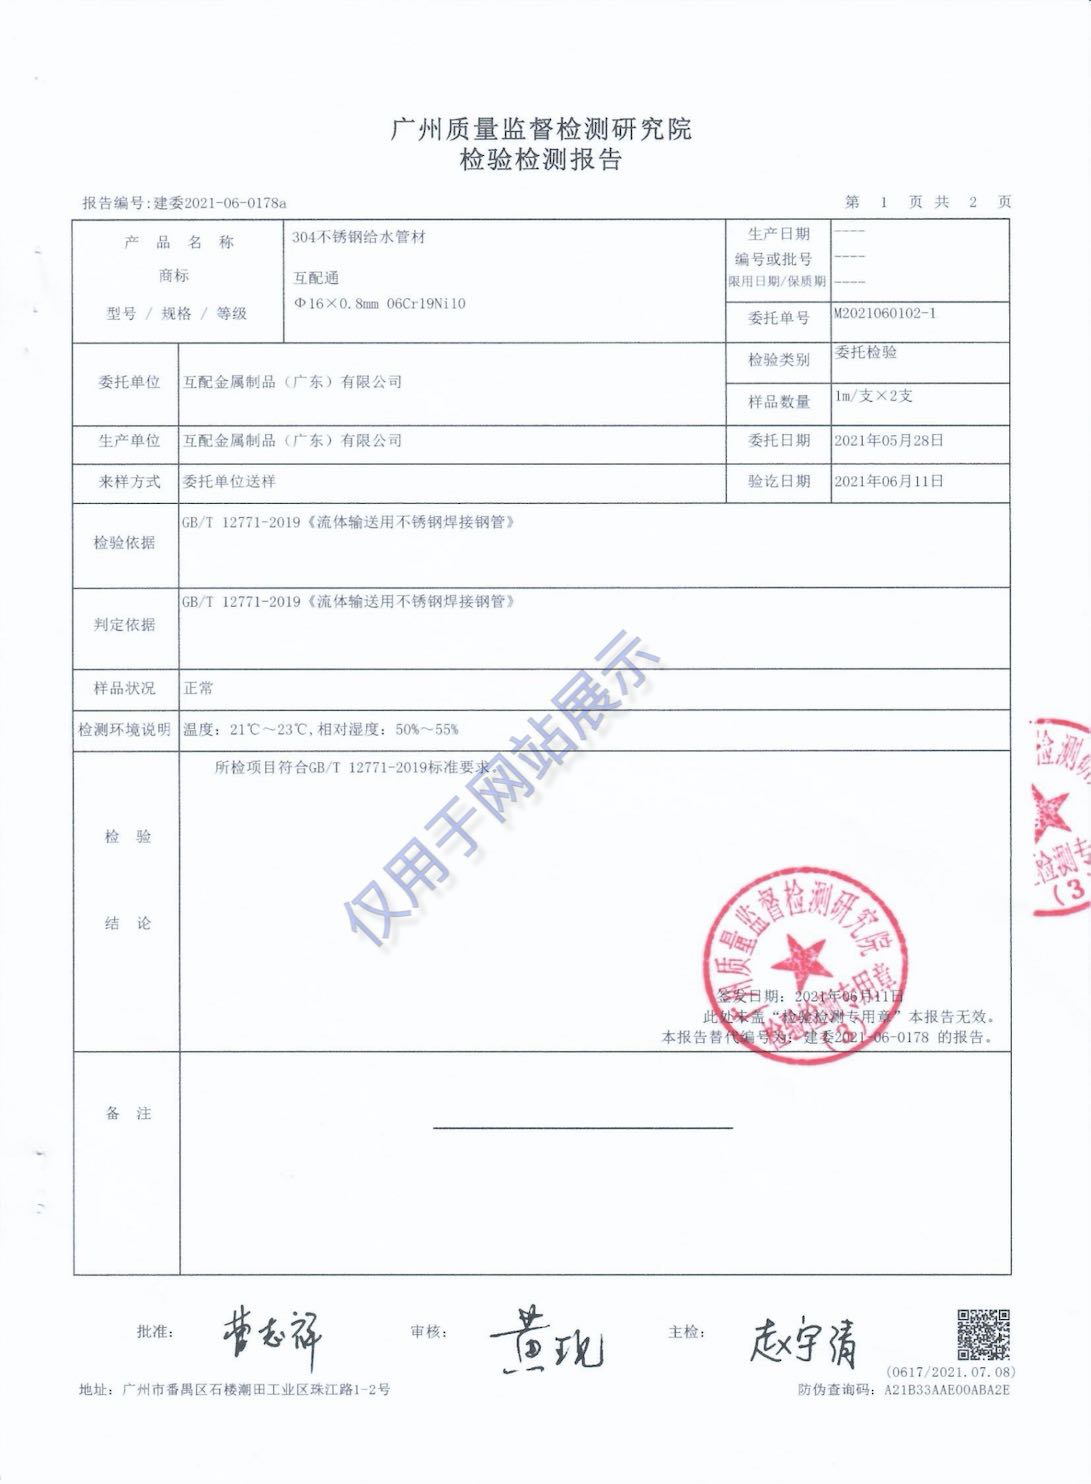 广州质量监督检测研究院
检验检测报告
报告编号:建委2021-06-0178a
第 1 页 共 2 页
产品名称
商标
型号 / 规格 / 等级
304不锈钢给水管材
互配通
Φ16×0.8mm 06Cr19Ni10
生产日期
----
编号或批号
----
限用日期/保质期
----
委托单号
M2021060102-1
委托单位
互配金属制品（广东）有限公司
检验类别
委托检验
样品数量
1m/支×2支
生产单位
互配金属制品（广东）有限公司
委托日期
2021年05月28日
来样方式
委托单位送样
验讫日期
2021年06月11日
检验依据
GB/T 12771-2019《流体输送用不锈钢焊接钢管》
判定依据
GB/T 12771-2019《流体输送用不锈钢焊接钢管》
样品状况
正常
检测环境说明
温度：21℃～23℃,相对湿度：50%～55%
检验
结论
所检项目符合GB/T 12771-2019标准要求。
仅用于网站展示
广州质量监督检测研究院
检验检测专用章
(3)
签发日期：2021年06月11日
此处未盖“检验检测专用章”本报告无效。
本报告替代编号为：建委2021-06-0178 的报告。
检测研
检测专
(3
备注
批准：
曹志祥
审核：
黄现
主检：
赵宇清
(0617/2021.07.08)
地址：广州市番禺区石楼潮田工业区珠江路1-2号
防伪查询码：A21B33AAE00ABA2E